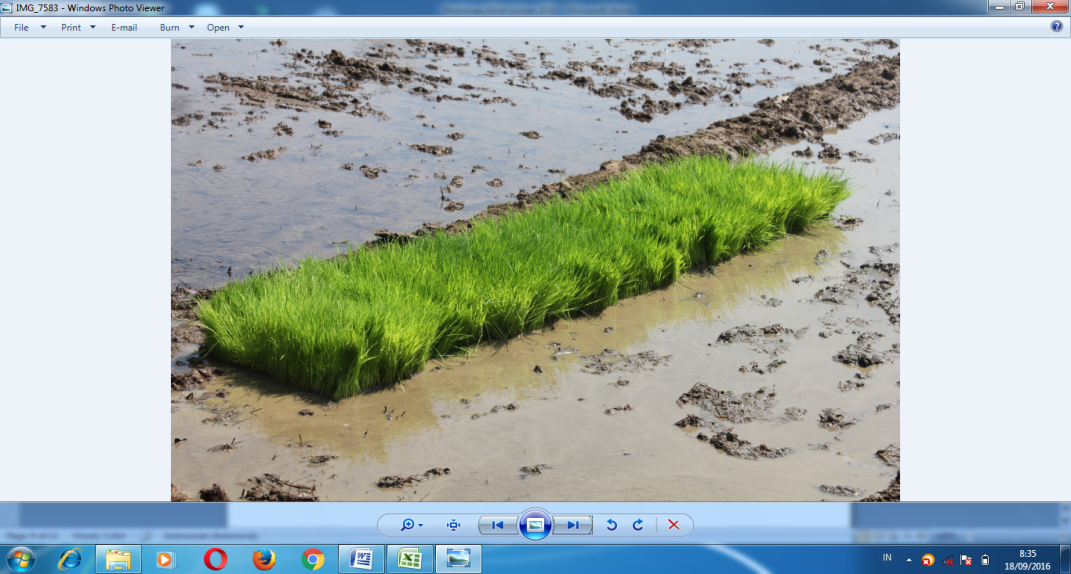 IMG_7583 - Windows Photo Viewer
File Print E-mail Burn Open
IN
8:35
18/09/2016